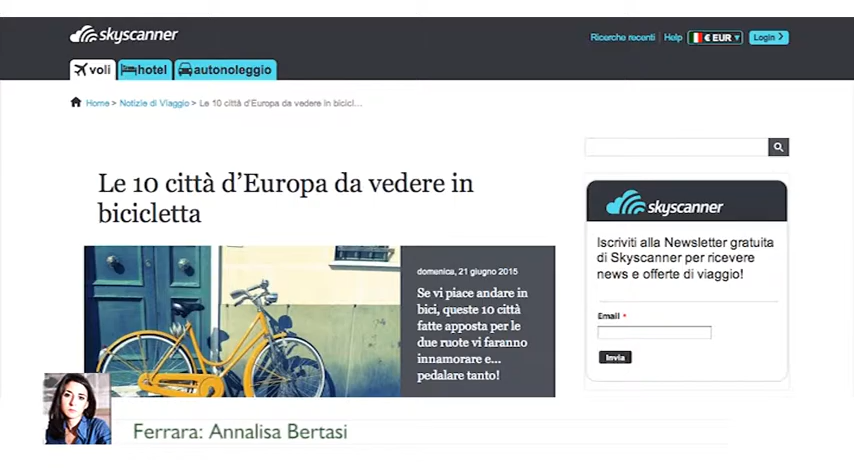 skyscanner
Ricerche recenti | Help € EUR Login
voli hotel autonoleggio
Home > Notizie di Viaggio > Le 10 città d'Europa da vedere in bicicl...
Le 10 città d'Europa da vedere in
bicicletta
domenica, 21 giugno 2015
Se vi piace andare in
bici, queste 10 città
fatte apposta per le
due ruote vi faranno
innamorare e...
pedalare tanto!
skyscanner
Iscriviti alla Newsletter gratuita
di Skyscanner per ricevere
news e offerte di viaggio!
Email *
Invia
Ferrara: Annalisa Bertasi